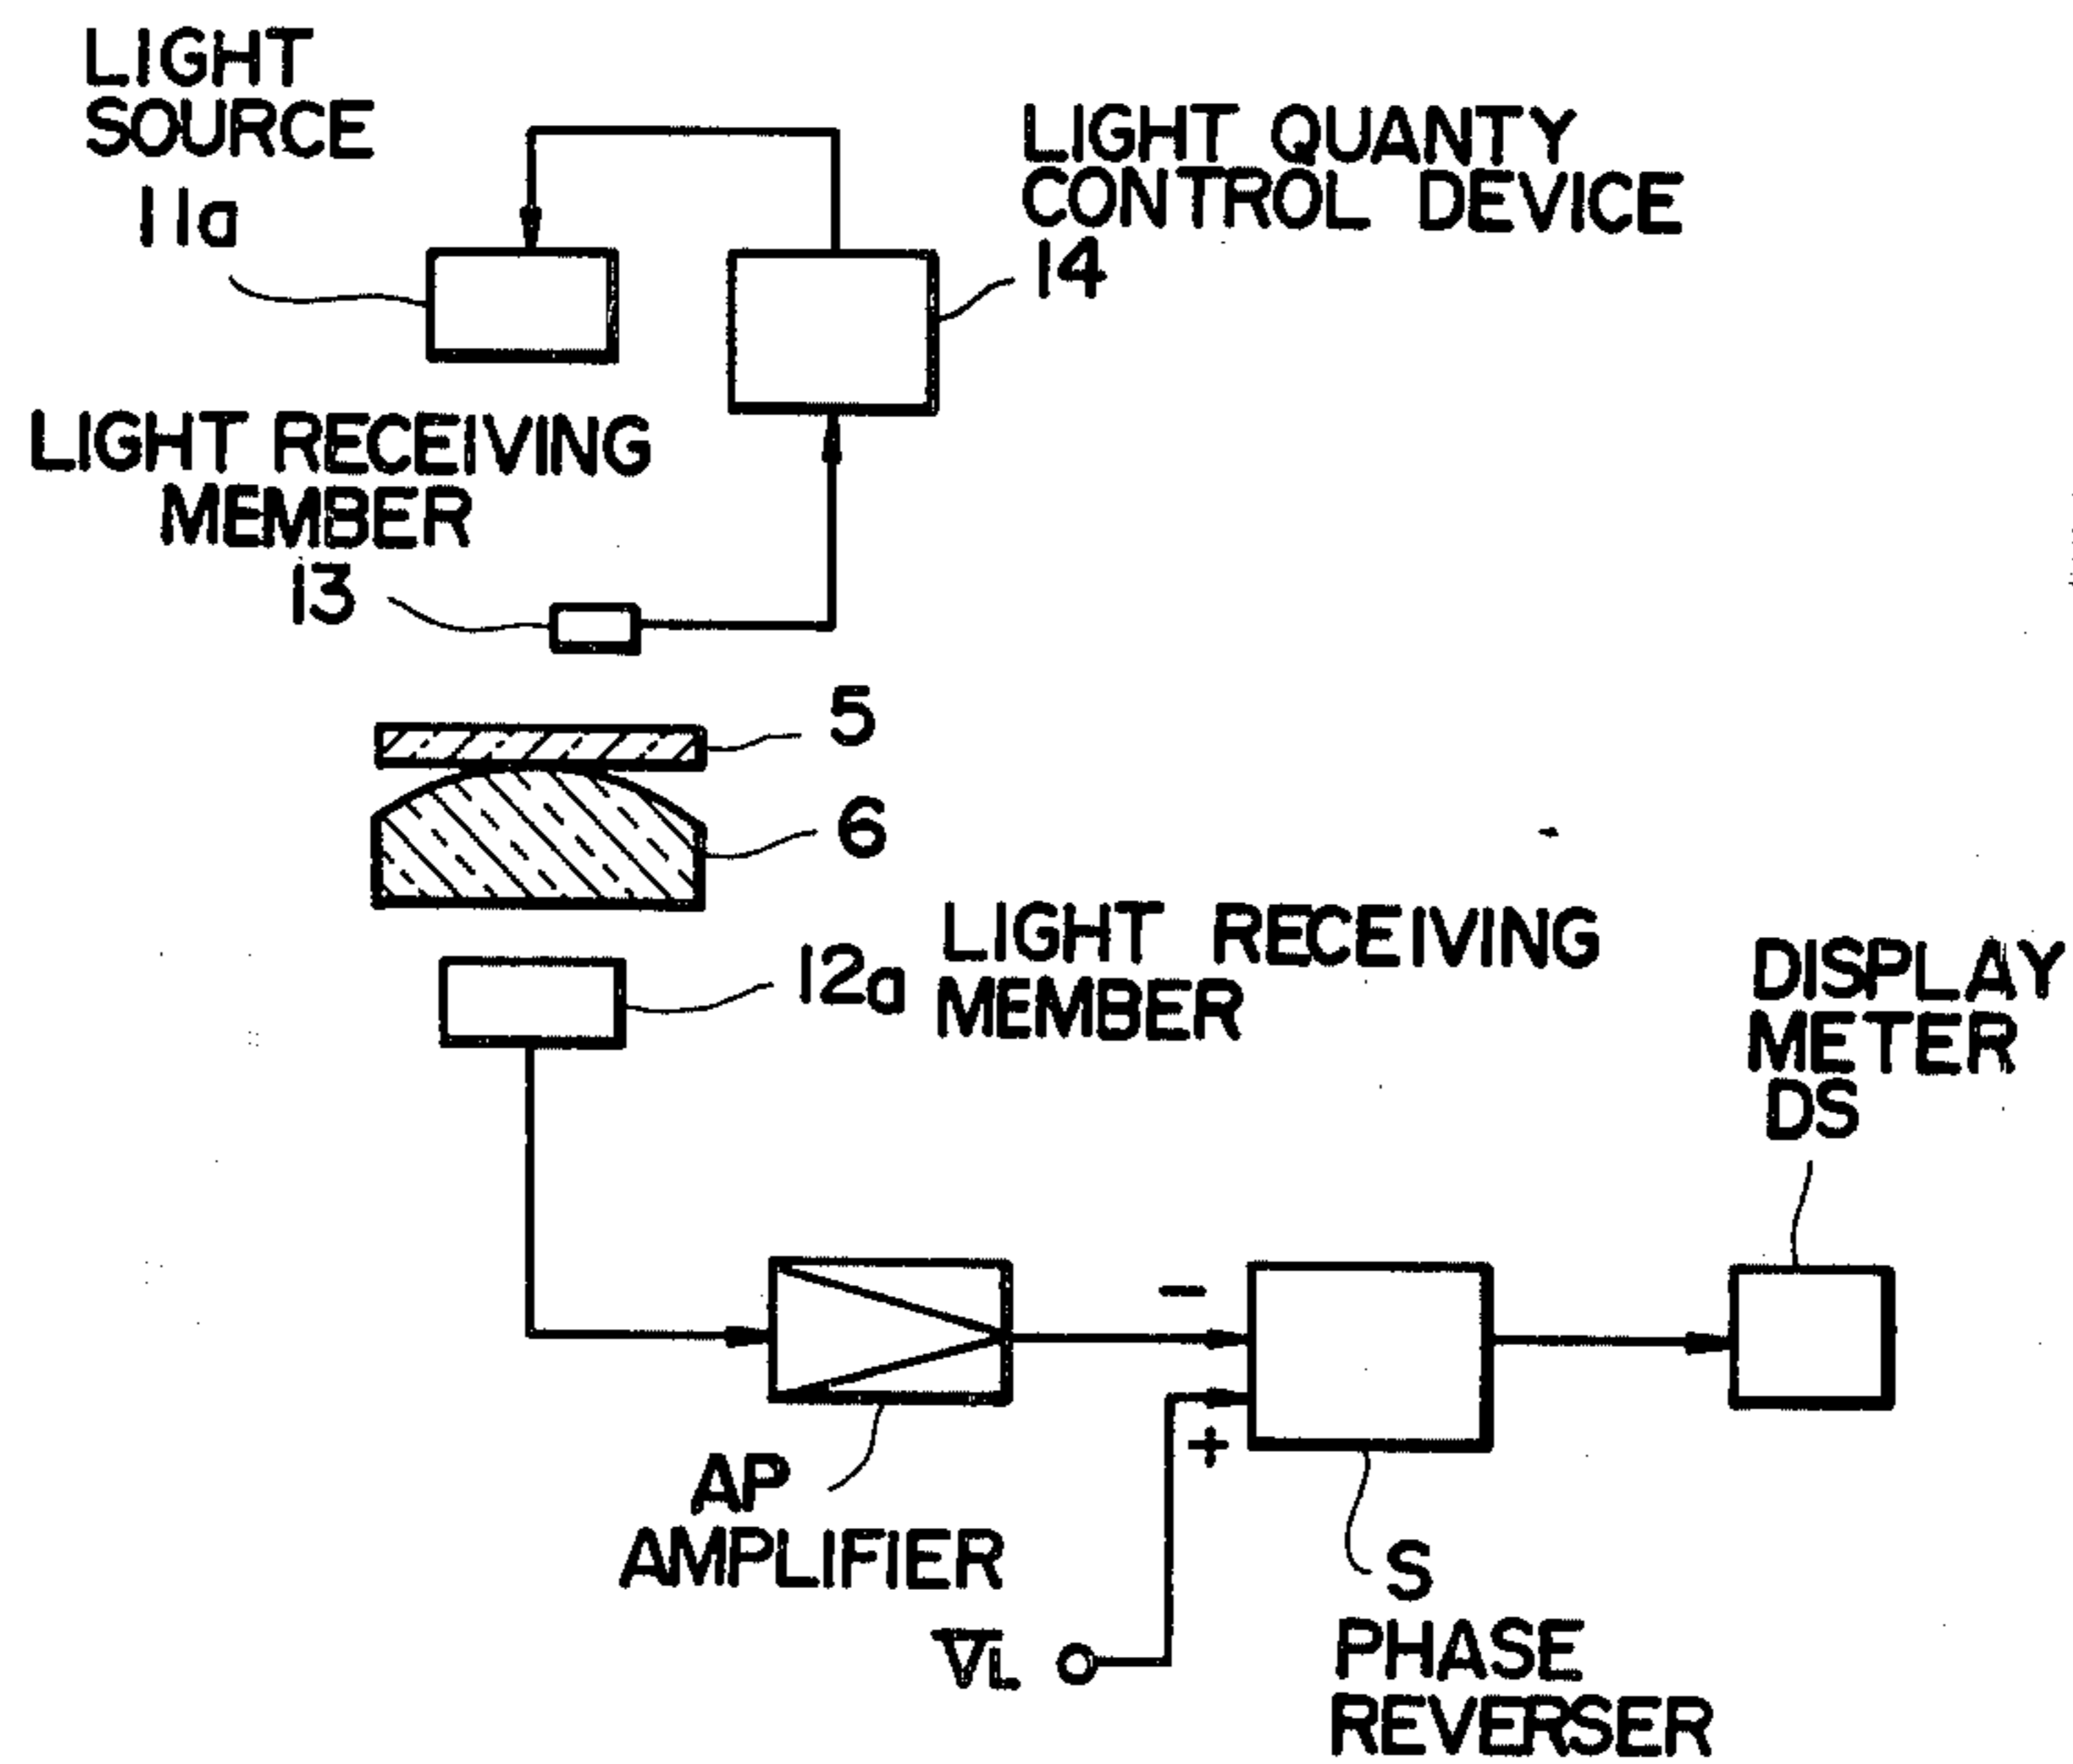 LIGHT
SOURCE
11a
LIGHT QUANTY
CONTROL DEVICE
14
LIGHT RECEIVING
MEMBER
13
5
6
12a
LIGHT RECEIVING
MEMBER
DISPLAY
METER
DS
-
+
AP
AMPLIFIER
VL
S
PHASE
REVERSER